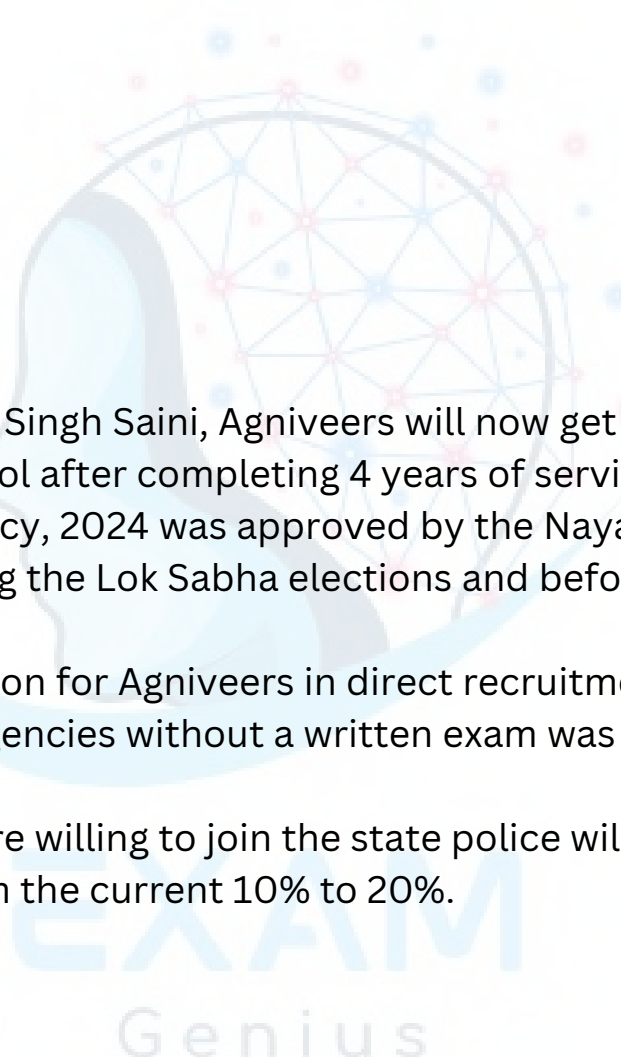 Singh Saini, Agniveers will now get
ol after completing 4 years of servi
cy, 2024 was approved by the Naya
g the Lok Sabha elections and befo
on for Agniveers in direct recruitme
encies without a written exam was
re willing to join the state police wil
the current 10% to 20%.
EXAM
Genius